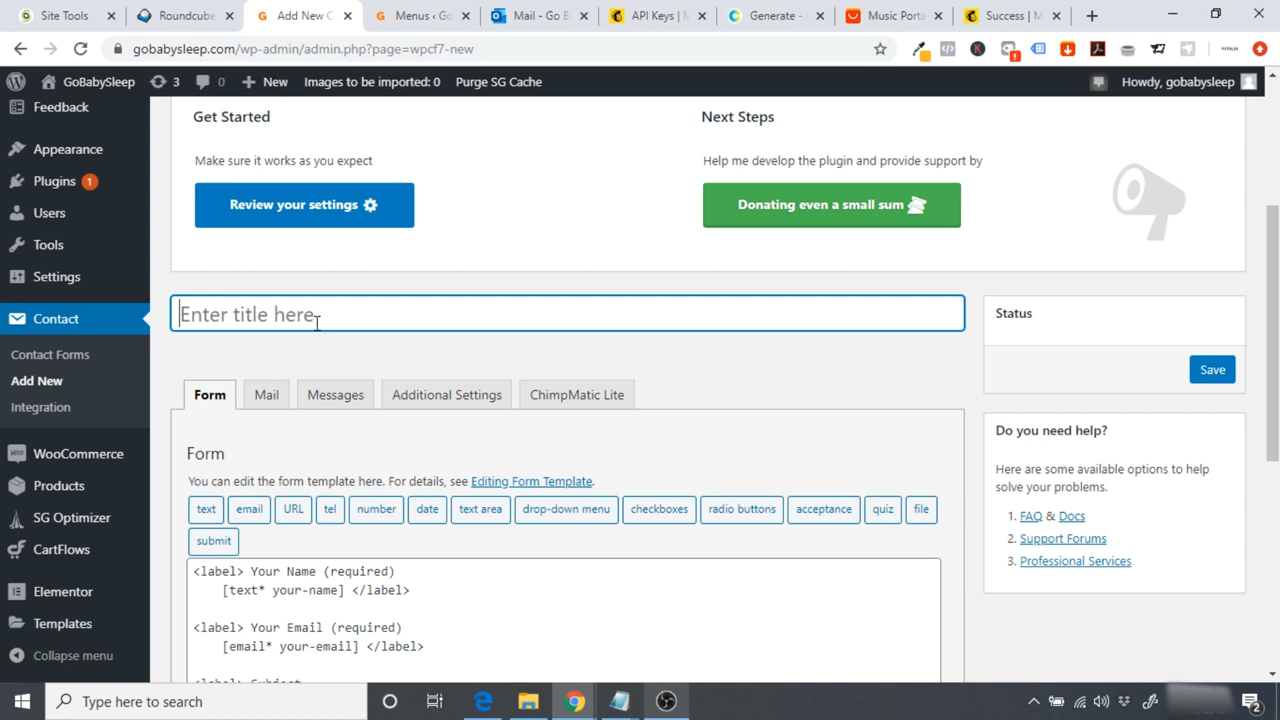 Site Tools
Roundcube
Add New C
Menus ‹ Go
Mail - Go B
API Keys | M
Generate -
Music Porta
Success | M
gobabysleep.com/wp-admin/admin.php?page=wpcf7-new
GoBabySleep
3
0
New
Images to be imported: 0
Purge SG Cache
Howdy, gobabysleep
Feedback
Appearance
Plugins 1
Users
Tools
Settings
Contact
Contact Forms
Add New
Integration
WooCommerce
Products
SG Optimizer
CartFlows
Elementor
Templates
Collapse menu
Get Started
Make sure it works as you expect
Review your settings
Next Steps
Help me develop the plugin and provide support by
Donating even a small sum
Enter title here
Form
Mail
Messages
Additional Settings
ChimpMatic Lite
Form
You can edit the form template here. For details, see Editing Form Template.
text
email
URL
tel
number
date
text area
drop-down menu
checkboxes
radio buttons
acceptance
quiz
file
submit
<label> Your Name (required)
[text* your-name] </label>
<label> Your Email (required)
[email* your-email] </label>
<label> Subject
Status
Save
Do you need help?
Here are some available options to help
solve your problems.
1. FAQ & Docs
2. Support Forums
3. Professional Services
Type here to search
2